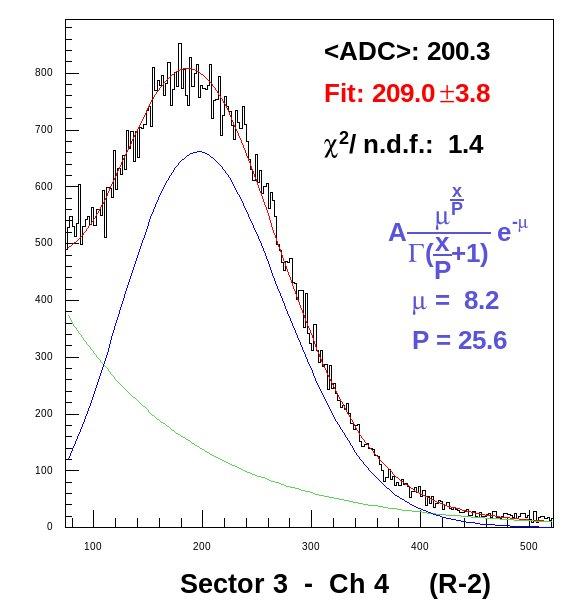 <ADC>: 200.3
Fit: 209.0 ±3.8
χ²/ n.d.f.: 1.4
A μ^(x/P) / Γ(x/P+1) e^-μ
μ = 8.2
P = 25.6
800
700
600
500
400
300
200
100
0
100 200 300 400 500
Sector 3 - Ch 4 (R-2)